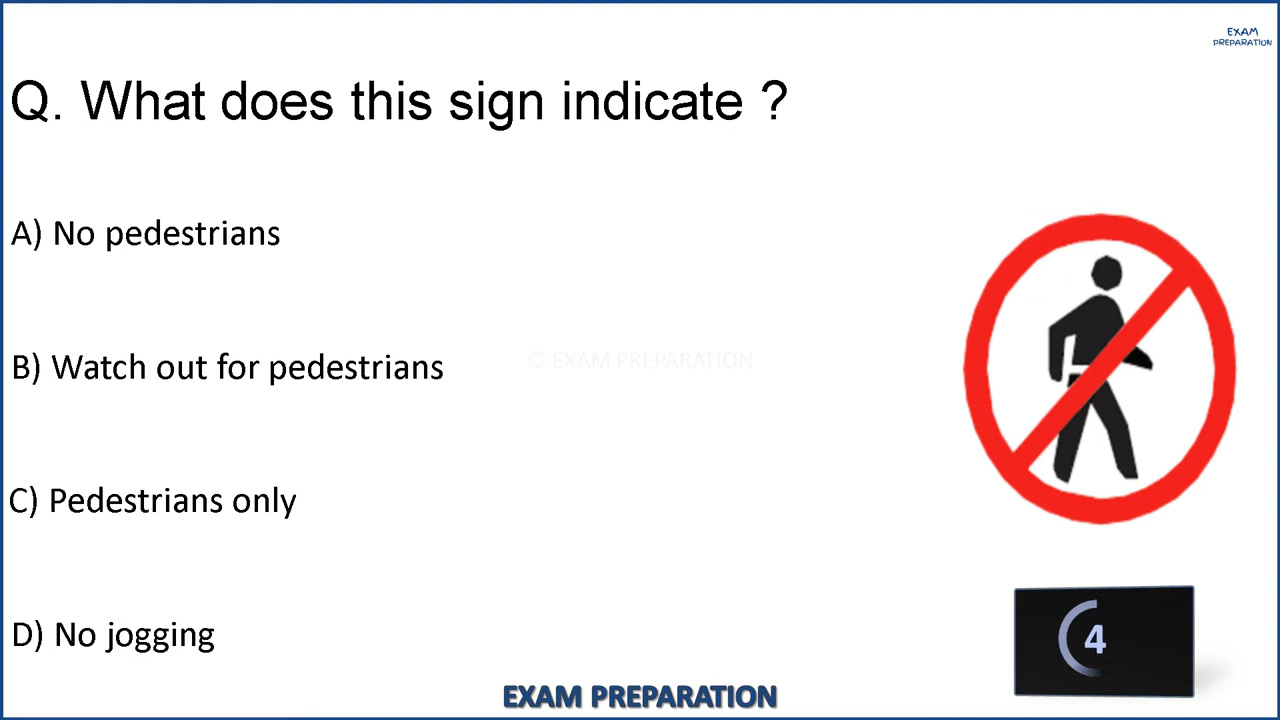 EXAM
PREPARATION
Q. What does this sign indicate ?
A) No pedestrians
B) Watch out for pedestrians
© EXAM PREPARATION
C) Pedestrians only
D) No jogging
4
EXAM PREPARATION